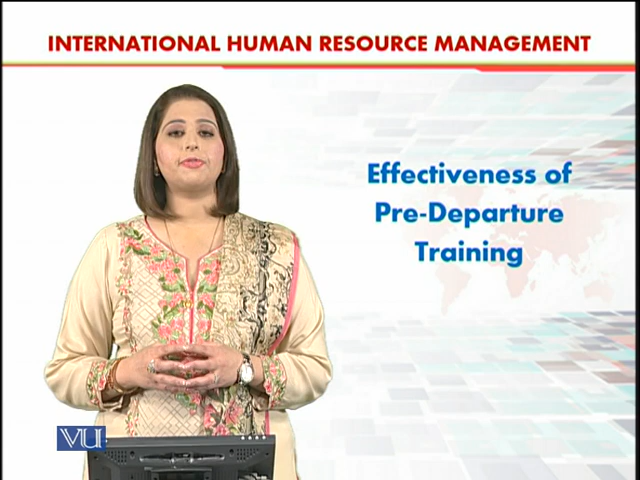 INTERNATIONAL HUMAN RESOURCE MANAGEMENT
Effectiveness of
Pre-Departure
Training
VU